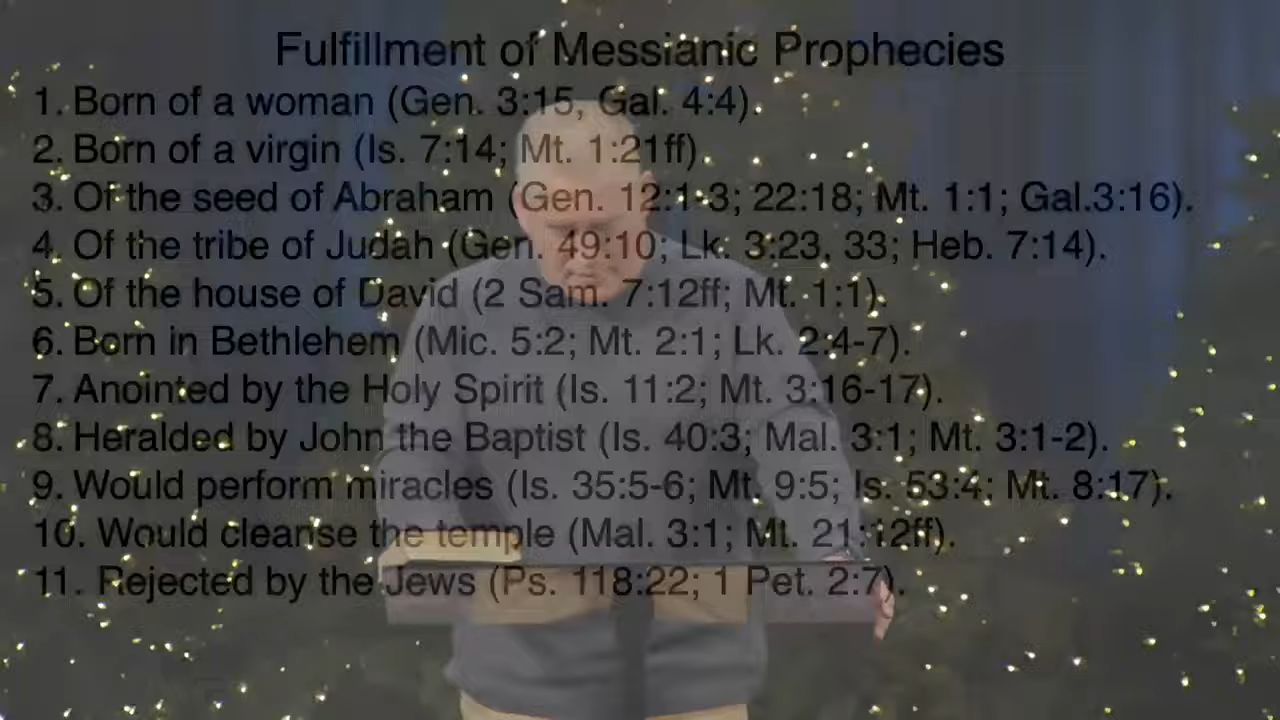 Fulfillment of Messianic Prophecies
1. Born of a woman (Gen. 3:15, Gal. 4:4).
2. Born of a virgin (Is. 7:14; Mt. 1:21ff).
3. Of the seed of Abraham (Gen. 12:1-3; 22:18; Mt. 1:1; Gal.3:16).
4. Of the tribe of Judah (Gen. 49:10; Lk. 3:23, 33; Heb. 7:14).
5. Of the house of David (2 Sam. 7:12ff; Mt. 1:1).
6. Born in Bethlehem (Mic. 5:2; Mt. 2:1; Lk. 2:4-7).
7. Anointed by the Holy Spirit (Is. 11:2; Mt. 3:16-17).
8. Heralded by John the Baptist (Is. 40:3; Mal. 3:1; Mt. 3:1-2).
9. Would perform miracles (Is. 35:5-6; Mt. 9:5; Is. 53:4; Mt. 8:17).
10. Would cleanse the temple (Mal. 3:1; Mt. 21:12ff).
11. Rejected by the Jews (Ps. 118:22; 1 Pet. 2:7).